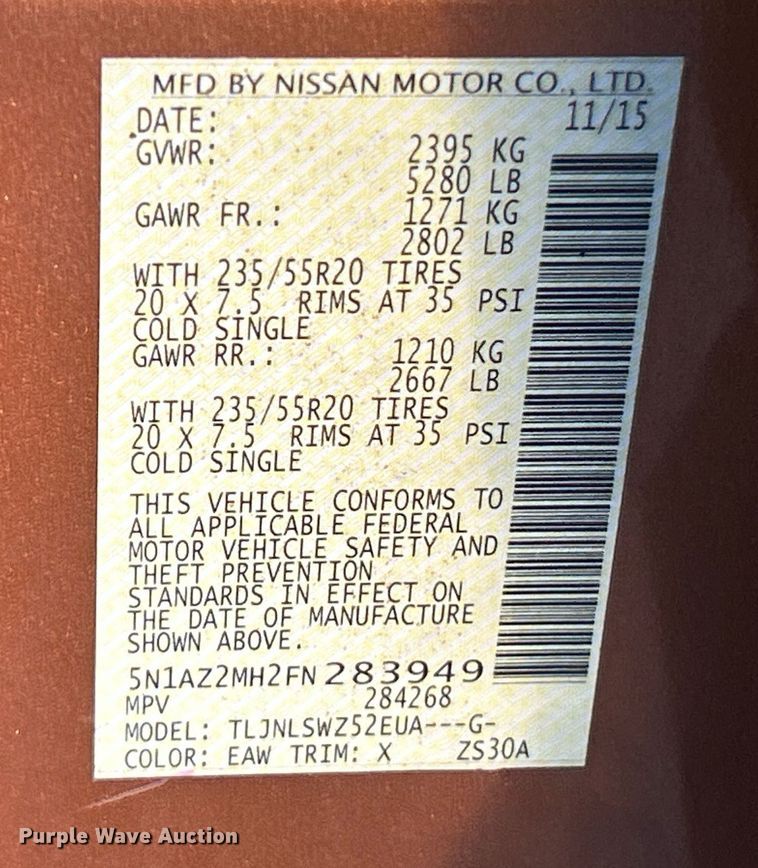 MFD BY NISSAN MOTOR CO., LTD.
DATE: 11/15
GVWR: 2395 KG
5280 LB
GAWR FR.: 1271 KG
2802 LB
WITH 235/55R20 TIRES
20 X 7.5 RIMS AT 35 PSI
COLD SINGLE
GAWR RR.: 1210 KG
2667 LB
WITH 235/55R20 TIRES
20 X 7.5 RIMS AT 35 PSI
COLD SINGLE
THIS VEHICLE CONFORMS TO
ALL APPLICABLE FEDERAL
MOTOR VEHICLE SAFETY AND
THEFT PREVENTION
STANDARDS IN EFFECT ON
THE DATE OF MANUFACTURE
SHOWN ABOVE.
5N1AZ2MH2FN283949
MPV 284268
MODEL: TLJNLSWZ52EUA---G-
COLOR: EAW TRIM: X ZS30A
Purple Wave Auction